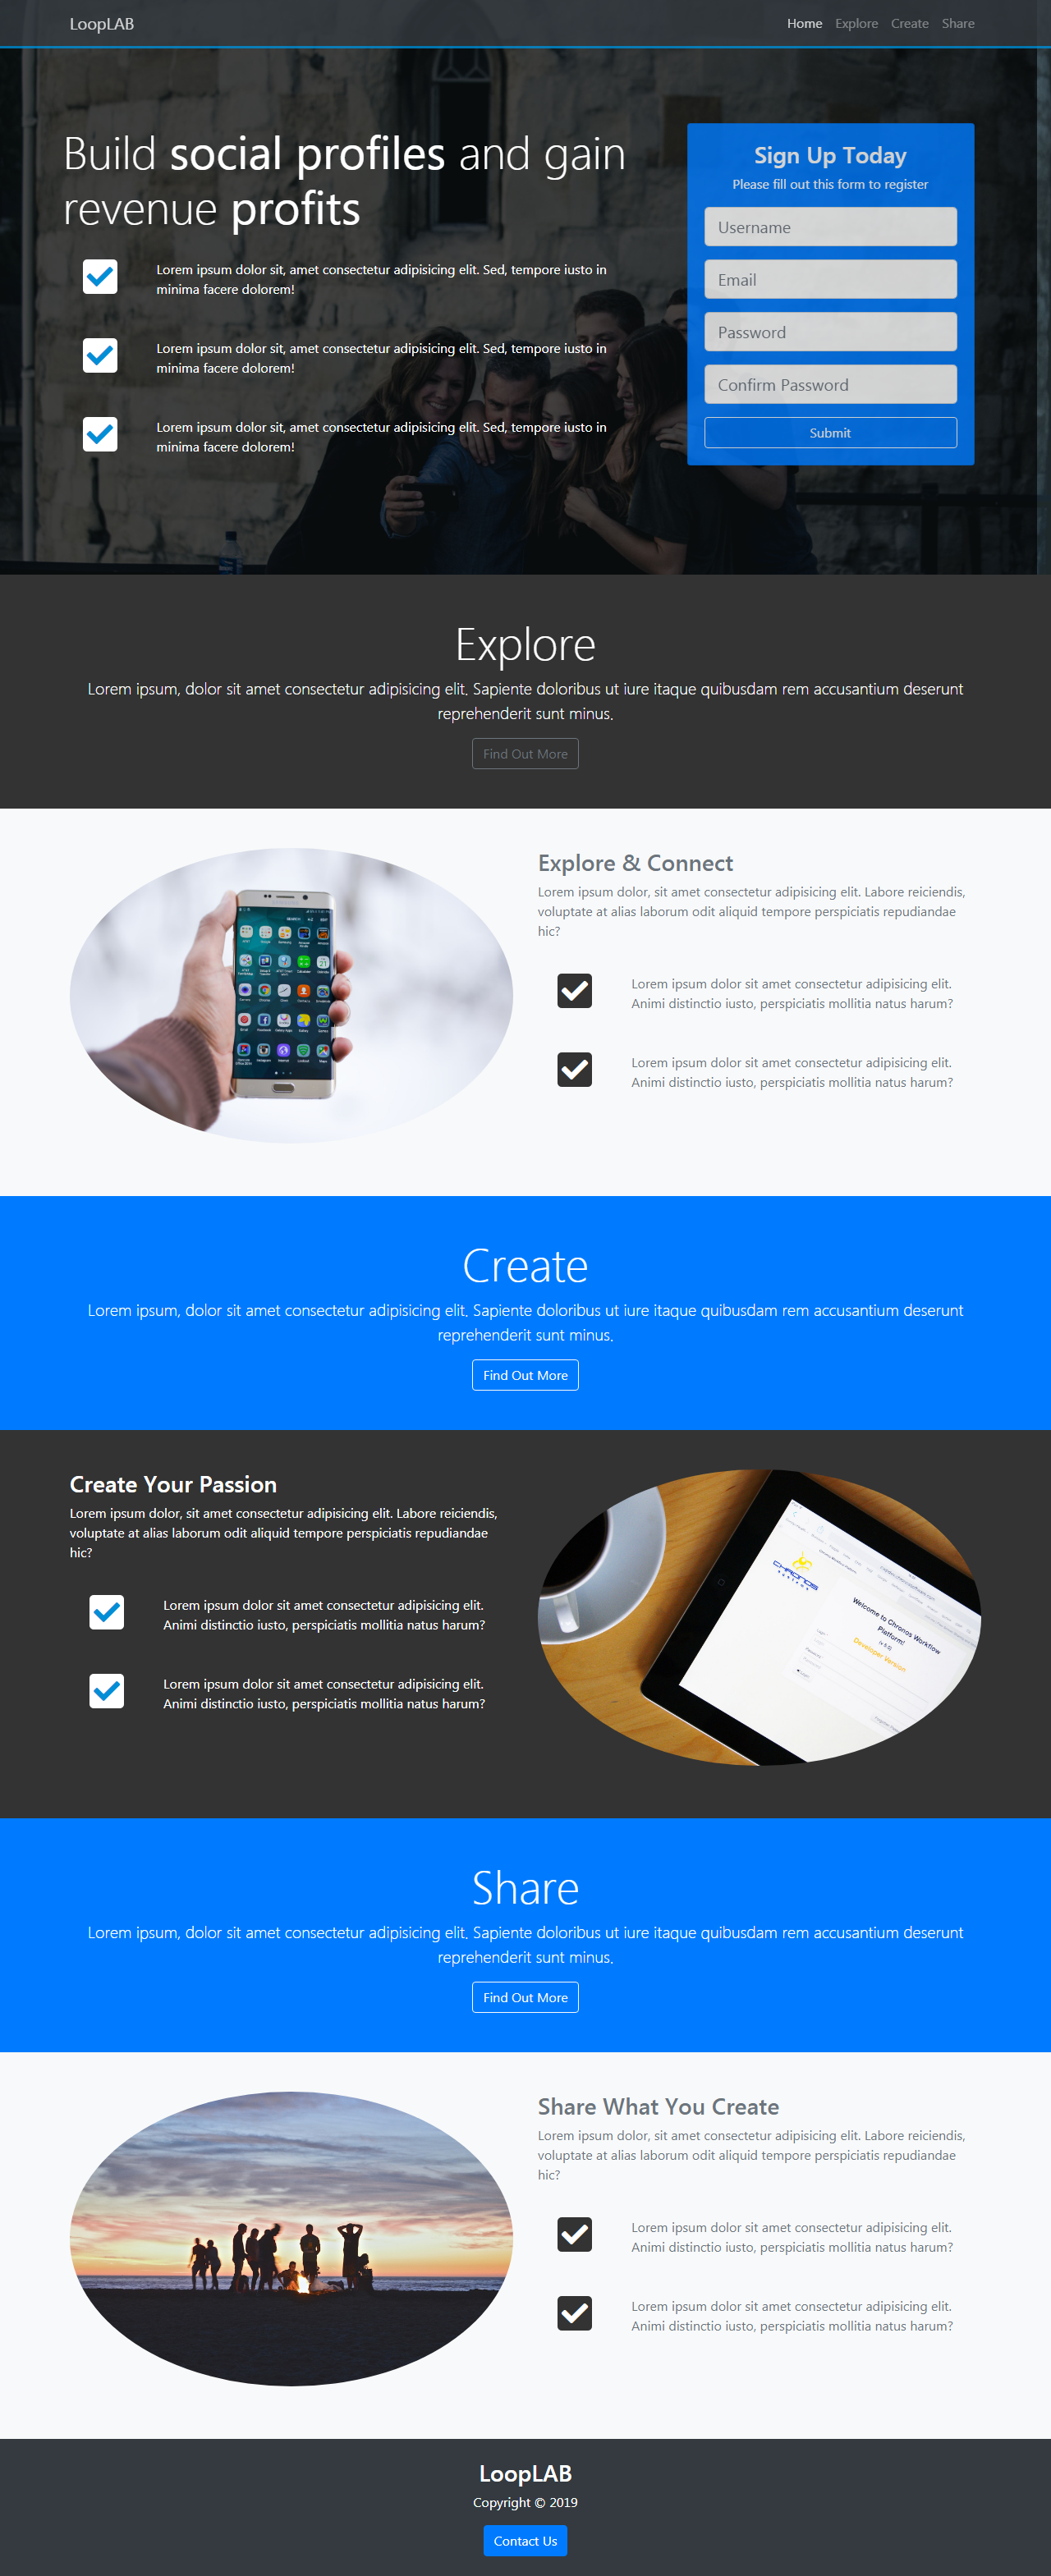 LoopLAB
Home Explore Create Share
Build social profiles and gain
revenue profits
Lorem ipsum dolor sit, amet consectetur adipisicing elit. Sed, tempore iusto in
minima facere dolorem!
Lorem ipsum dolor sit, amet consectetur adipisicing elit. Sed, tempore iusto in
minima facere dolorem!
Lorem ipsum dolor sit, amet consectetur adipisicing elit. Sed, tempore iusto in
minima facere dolorem!
Sign Up Today
Please fill out this form to register
Username
Email
Password
Confirm Password
Submit
Explore
Lorem ipsum, dolor sit amet consectetur adipisicing elit. Sapiente doloribus ut iure itaque quibusdam rem accusantium deserunt
reprehenderit sunt minus.
Find Out More
Explore & Connect
Lorem ipsum dolor, sit amet consectetur adipisicing elit. Labore reiciendis,
voluptate at alias laborum odit aliquid tempore perspiciatis repudiandae
hic?
Lorem ipsum dolor sit amet consectetur adipisicing elit.
Animi distinctio iusto, perspiciatis mollitia natus harum?
Lorem ipsum dolor sit amet consectetur adipisicing elit.
Animi distinctio iusto, perspiciatis mollitia natus harum?
Create
Lorem ipsum, dolor sit amet consectetur adipisicing elit. Sapiente doloribus ut iure itaque quibusdam rem accusantium deserunt
reprehenderit sunt minus.
Find Out More
Create Your Passion
Lorem ipsum dolor, sit amet consectetur adipisicing elit. Labore reiciendis,
voluptate at alias laborum odit aliquid tempore perspiciatis repudiandae
hic?
Lorem ipsum dolor sit amet consectetur adipisicing elit.
Animi distinctio iusto, perspiciatis mollitia natus harum?
Lorem ipsum dolor sit amet consectetur adipisicing elit.
Animi distinctio iusto, perspiciatis mollitia natus harum?
CHRONOS
Welcome to Chronos Workflow
Platform!
Developer Version
Share
Lorem ipsum, dolor sit amet consectetur adipisicing elit. Sapiente doloribus ut iure itaque quibusdam rem accusantium deserunt
reprehenderit sunt minus.
Find Out More
Share What You Create
Lorem ipsum dolor, sit amet consectetur adipisicing elit. Labore reiciendis,
voluptate at alias laborum odit aliquid tempore perspiciatis repudiandae
hic?
Lorem ipsum dolor sit amet consectetur adipisicing elit.
Animi distinctio iusto, perspiciatis mollitia natus harum?
Lorem ipsum dolor sit amet consectetur adipisicing elit.
Animi distinctio iusto, perspiciatis mollitia natus harum?
LoopLAB
Copyright © 2019
Contact Us